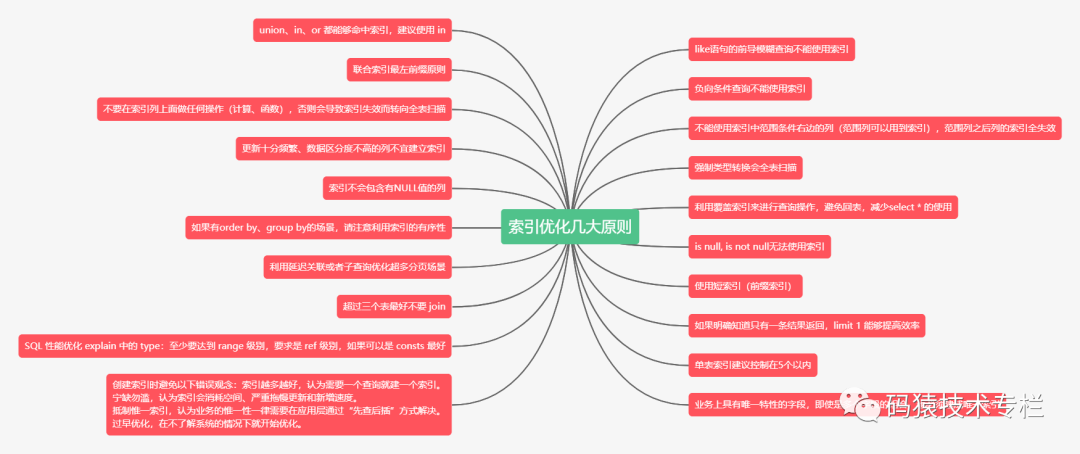 union、in、or 都能够命中索引，建议使用 in
联合索引最左前缀原则
不要在索引列上面做任何操作（计算、函数），否则会导致索引失效而转向全表扫描
更新十分频繁、数据区分度不高的列不宜建立索引
索引不会包含有NULL值的列
如果有order by、group by的场景，请注意利用索引的有序性
利用延迟关联或者子查询优化超多分页场景
超过三个表最好不要 join
SQL 性能优化 explain 中的 type：至少要达到 range 级别，要求是 ref 级别，如果可以是 consts 最好
创建索引时避免以下错误观念：索引越多越好，认为需要一个查询就建一个索引。
宁缺勿滥，认为索引会消耗空间、严重拖慢更新和新增速度。
抵制惟一索引，认为业务的惟一性一律需要在应用层通过“先查后插”方式解决。
过早优化，在不了解系统的情况下就开始优化。
索引优化几大原则
like语句的前导模糊查询不能使用索引
负向条件查询不能使用索引
不能使用索引中范围条件右边的列（范围列可以用到索引），范围列之后列的索引全失效
强制类型转换会全表扫描
利用覆盖索引来进行查询操作，避免回表，减少select * 的使用
is null, is not null无法使用索引
使用短索引（前缀索引）
如果明确知道只有一条结果返回，limit 1 能够提高效率
单表索引建议控制在5个以内
业务上具有唯一特性的字段，即使是
码猿技术专栏